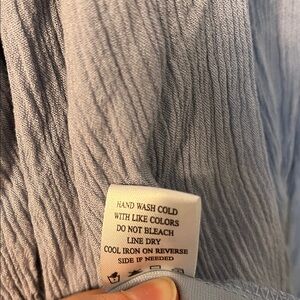 HAND WASH COLD
WITH LIKE COLORS
DO NOT BLEACH
LINE DRY
COOL IRON ON REVERSE
SIDE IF NEEDED